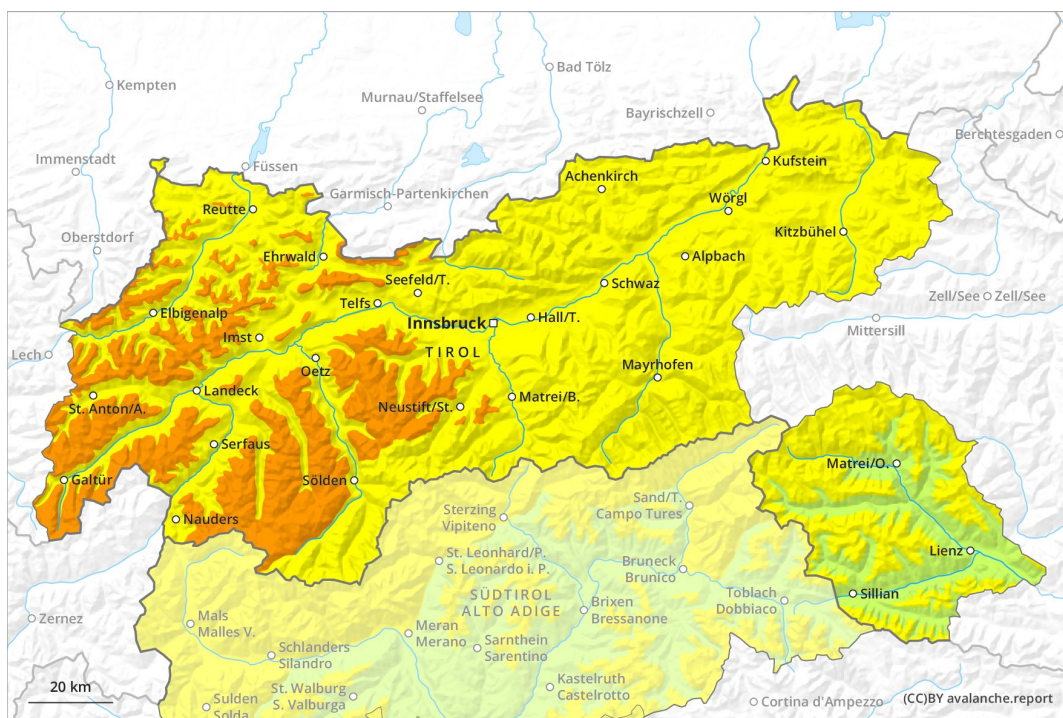 Kempten
Bad Tölz
Murnau/Staffelsee
Bayrischzell
Berchtesgaden
Immenstadt
Füssen
Kufstein
Achenkirch
Garmisch-Partenkirchen
Wörgl
Reutte
Oberstdorf
Kitzbühel
Ehrwald
Alpbach
Seefeld/T.
Schwaz
Zell/See
Zell/See
Telfs
Elbigenalp
Innsbruck
Hall/T.
Mittersill
Imst
Lech
TIROL
Oetz
Mayrhofen
Landeck
Matrei/B.
St. Anton/A.
Neustift/St.
Serfaus
Matrei/O.
Galtür
Sölden
Sand/T.
Campo Tures
Nauders
Sterzing
Vipiteno
Lienz
St. Leonhard/P.
S. Leonardo i. P.
Bruneck
Brunico
SÜDTIROL
ALTO ADIGE
Sillian
Toblach
Dobbiaco
Brixen
Bressanone
Zernez
Mals
Malles V.
Meran
Merano
Sarnthein
Sarentino
Schlanders
Silandro
Kastelruth
Castelrotto
20 km
St. Walburg
S. Valburga
Sulden
Solda
Cortina d'Ampezzo
(CC)BY avalanche.report